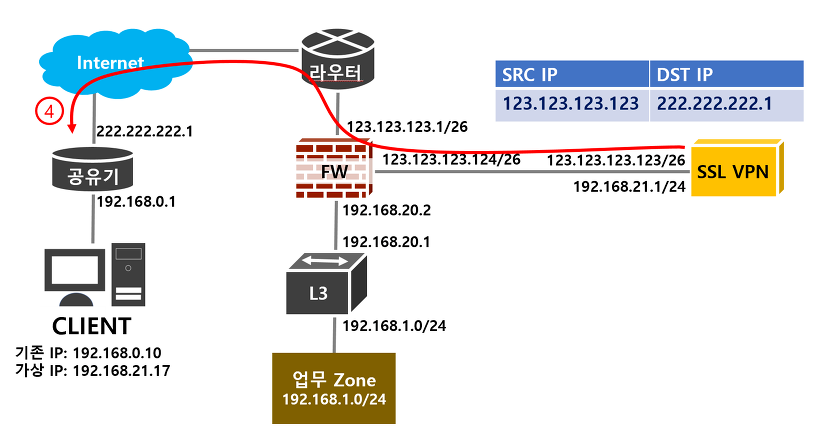 Internet
라우터
SRC IP DST IP
123.123.123.123 222.222.222.1
④
222.222.222.1
123.123.123.1/26
공유기
FW
123.123.123.124/26
123.123.123.123/26
192.168.21.1/24
SSL VPN
192.168.0.1
192.168.20.2
192.168.20.1
L3
CLIENT
기존 IP: 192.168.0.10
가상 IP: 192.168.21.17
192.168.1.0/24
업무 Zone
192.168.1.0/24